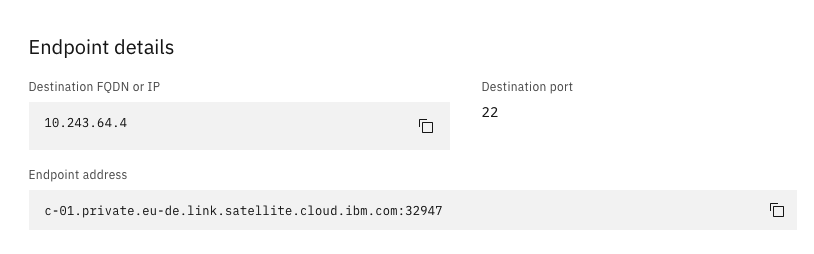 Endpoint details
Destination FQDN or IP
Destination port
10.243.64.4
22
Endpoint address
c-01.private.eu-de.link.satellite.cloud.ibm.com:32947